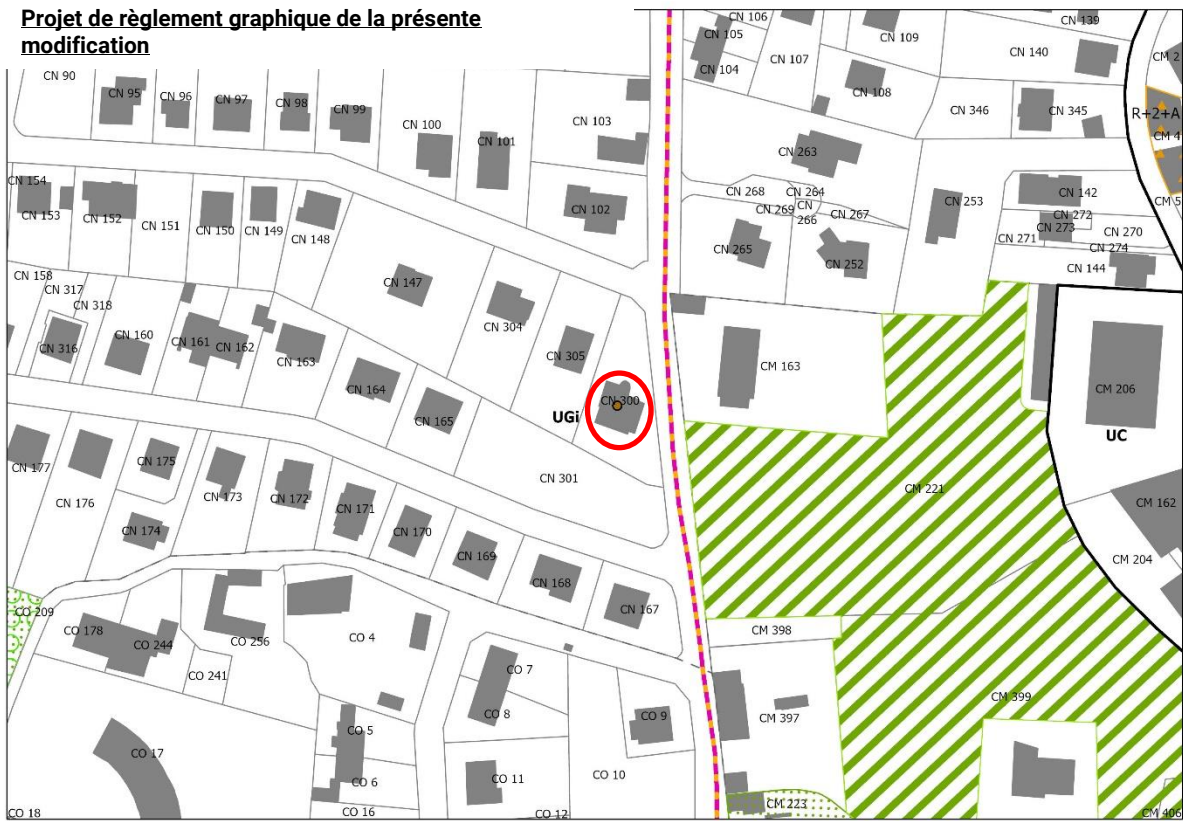 Projet de règlement graphique de la présente
modification
CN 106
CN 105
CN 104
CN 107
CN 109
CN 108
CN 139
CN 140
CM 2
CN 346
CN 345
R+2+A
CM 4
CN 90
CN 95
CN 96
CN 97
CN 98
CN 99
CN 100
CN 101
CN 103
CN 263
CN 154
CN 153
CN 152
CN 151
CN 150
CN 149
CN 148
CN 102
CN 268
CN 264
CN 269
CN
266
CN 267
CN 253
CN 142
CN 272
CN 273
CN 270
CN 271
CN 274
CN 144
CM 5
CN 265
CN 252
CN 158
CN 317
CN 318
CN 147
CN 304
CN 316
CN 160
CN 161
CN 162
CN 163
CN 305
CN 164
CN 165
UGi
CN 300
CM 163
CM 206
UC
CN 177
CN 176
CN 175
CN 174
CN 173
CN 172
CN 171
CN 170
CN 169
CN 168
CN 167
CN 301
CM 221
CM 162
CM 204
CO 209
CO 178
CO 244
CO 256
CO 241
CO 4
CM 398
CO 7
CO 8
CO 9
CM 397
CM 399
CO 17
CO 5
CO 6
CO 11
CO 10
CO 18
CO 16
CO 12
CM 223
CM 406